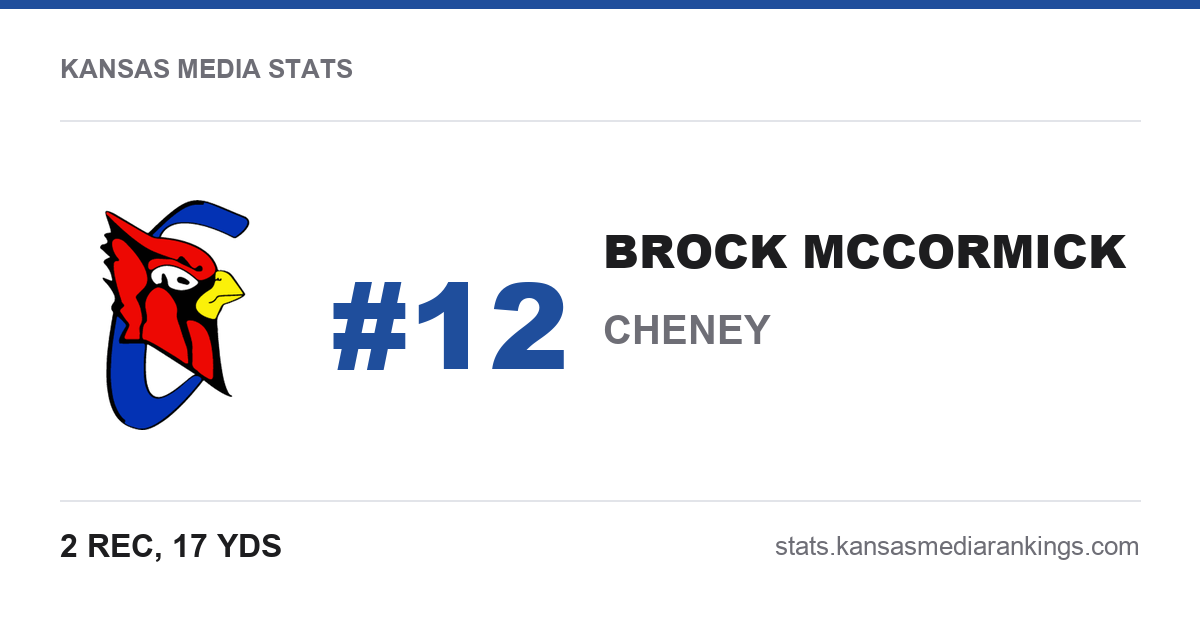 KANSAS MEDIA STATS
#12
BROCK MCCORMICK
CHENEY
2 REC, 17 YDS
stats.kansasmediarankings.com